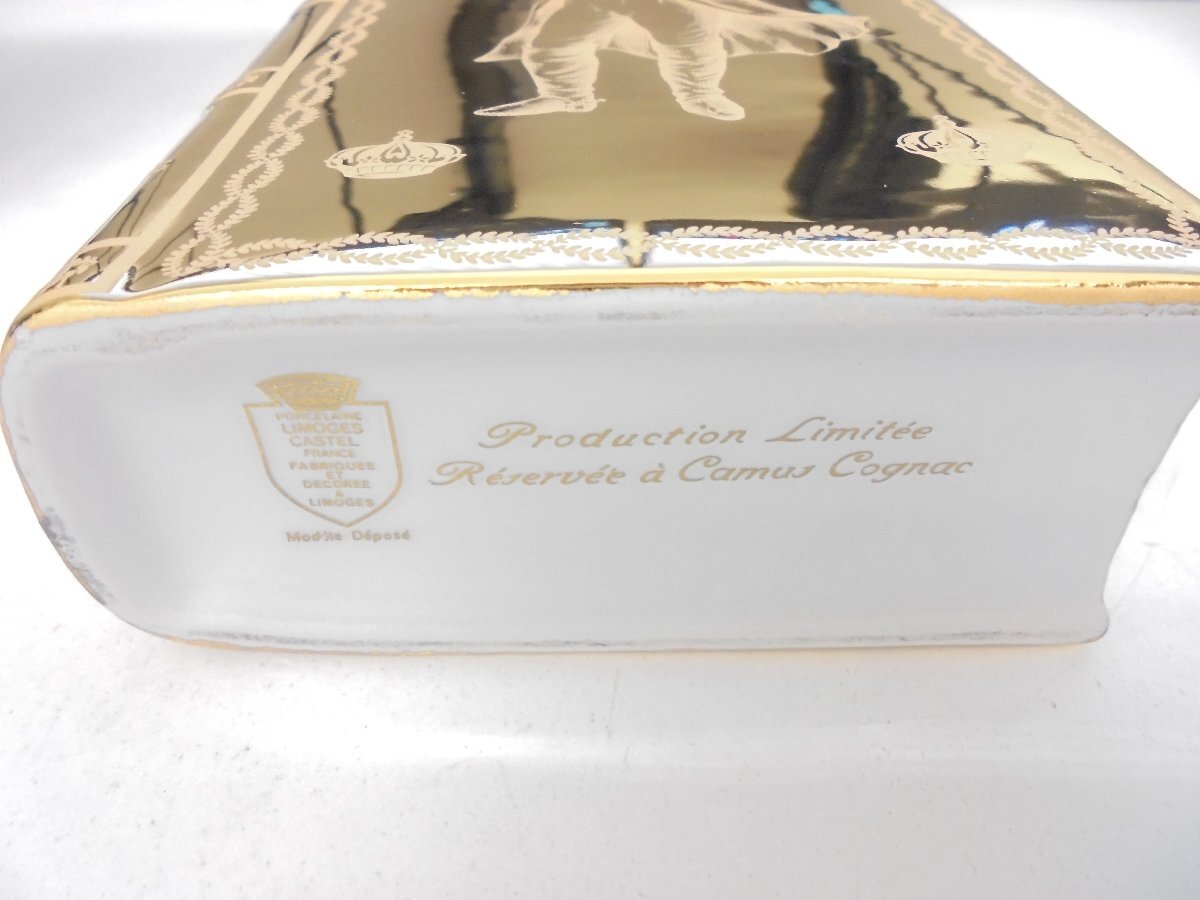 PORCELAINE
LIMOGES
CASTEL
FRANCE
FABRIQUEE
ET
DECOREE
À
LIMOGES
Modèle Déposé
Production Limitée
Réservée à Camus Cognac